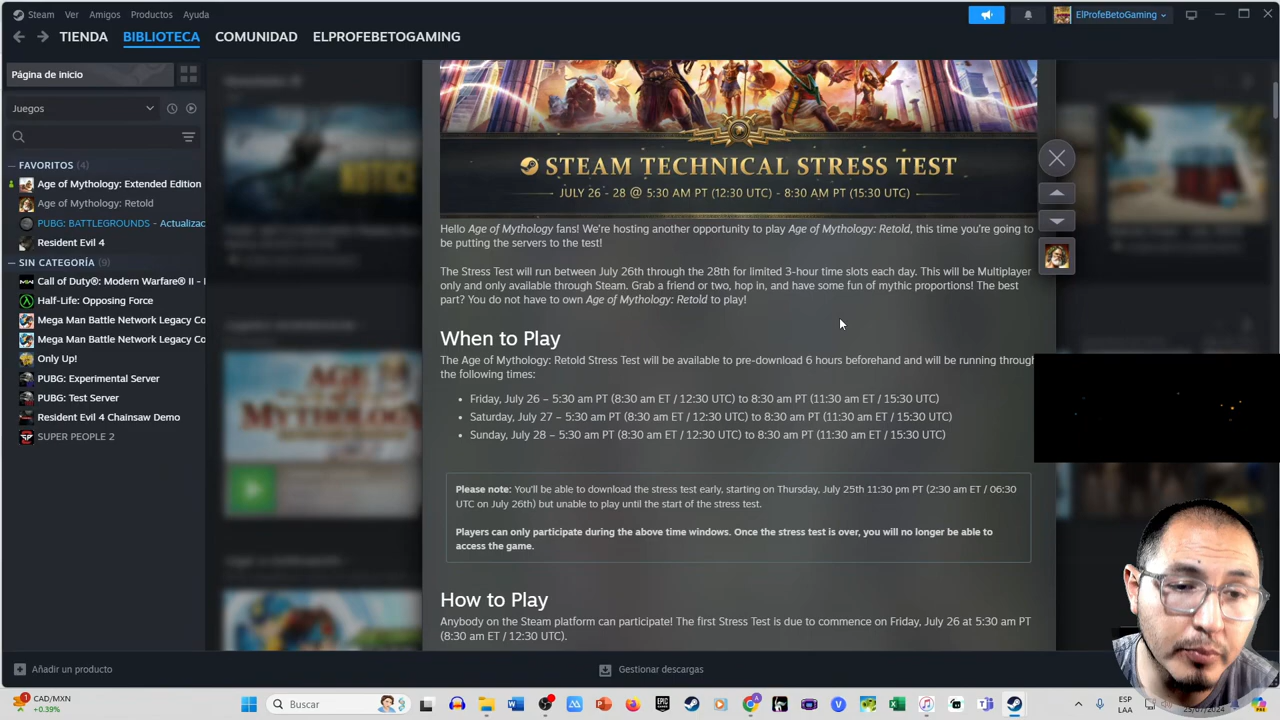 Steam Ver Amigos Productos Ayuda
ElProfeBetoGaming
TIENDA BIBLIOTECA COMUNIDAD ELPROFEBETOGAMING
Página de inicio
Juegos
FAVORITOS (4)
Age of Mythology: Extended Edition
Age of Mythology: Retold
PUBG: BATTLEGROUNDS - Actualizac
Resident Evil 4
SIN CATEGORÍA (9)
Call of Duty®: Modern Warfare® II -
Half-Life: Opposing Force
Mega Man Battle Network Legacy Co
Mega Man Battle Network Legacy Co
Only Up!
PUBG: Experimental Server
PUBG: Test Server
Resident Evil 4 Chainsaw Demo
SUPER PEOPLE 2
STEAM TECHNICAL STRESS TEST
JULY 26 - 28 @ 5:30 AM PT (12:30 UTC) - 8:30 AM PT (15:30 UTC)
Hello Age of Mythology fans! We're hosting another opportunity to play Age of Mythology: Retold, this time you're going to
be putting the servers to the test!
The Stress Test will run between July 26th through the 28th for limited 3-hour time slots each day. This will be Multiplayer
only and only available through Steam. Grab a friend or two, hop in, and have some fun of mythic proportions! The best
part? You do not have to own Age of Mythology: Retold to play!
When to Play
The Age of Mythology: Retold Stress Test will be available to pre-download 6 hours beforehand and will be running through
the following times:
• Friday, July 26 – 5:30 am PT (8:30 am ET / 12:30 UTC) to 8:30 am PT (11:30 am ET / 15:30 UTC)
• Saturday, July 27 – 5:30 am PT (8:30 am ET / 12:30 UTC) to 8:30 am PT (11:30 am ET / 15:30 UTC)
• Sunday, July 28 – 5:30 am PT (8:30 am ET / 12:30 UTC) to 8:30 am PT (11:30 am ET / 15:30 UTC)
Please note: You'll be able to download the stress test early, starting on Thursday, July 25th 11:30 pm PT (2:30 am ET / 06:30
UTC on July 26th) but unable to play until the start of the stress test.
Players can only participate during the above time windows. Once the stress test is over, you will no longer be able to
access the game.
How to Play
Anybody on the Steam platform can participate! The first Stress Test is due to commence on Friday, July 26 at 5:30 am PT
(8:30 am ET / 12:30 UTC).
Añadir un producto
Gestionar descargas
CAD/MXN
+0.39%
Buscar
ESP
LAA